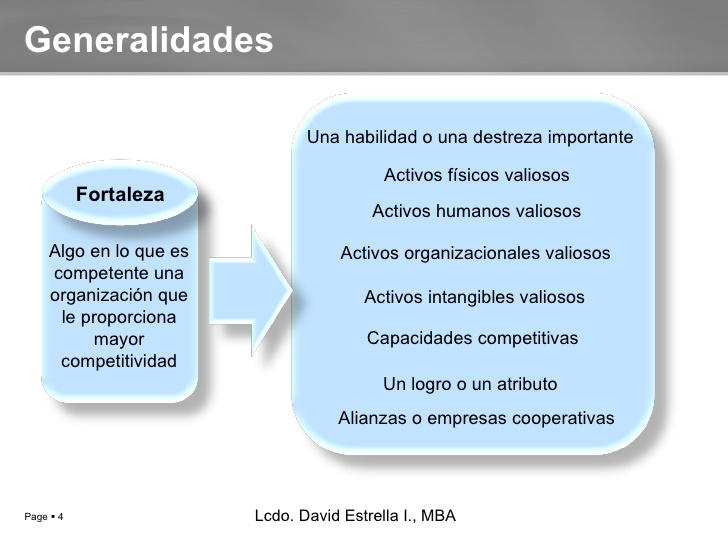 Generalidades
Fortaleza
Algo en lo que es
competente una
organización que
le proporciona
mayor
competitividad
Una habilidad o una destreza importante
Activos físicos valiosos
Activos humanos valiosos
Activos organizacionales valiosos
Activos intangibles valiosos
Capacidades competitivas
Un logro o un atributo
Alianzas o empresas cooperativas
Page ▪ 4
Lcdo. David Estrella I., MBA